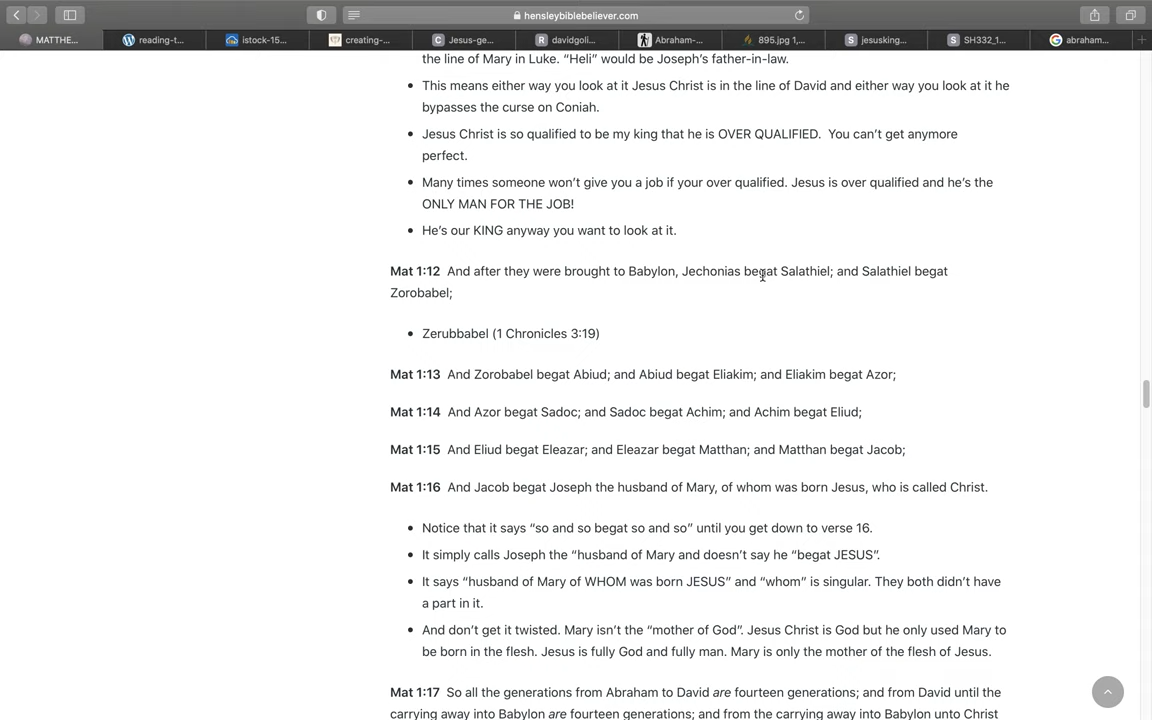 hensleybiblebeliever.com
MATTHE...
reading-t...
istock-15...
creating-...
C Jesus-ge...
R davidgoli...
Abraham-...
895.jpg 1,...
S jesusking...
S SH332_1...
G abraham...
the line of Mary in Luke. “Heli” would be Joseph’s father-in-law.
• This means either way you look at it Jesus Christ is in the line of David and either way you look at it he
bypasses the curse on Coniah.
• Jesus Christ is so qualified to be my king that he is OVER QUALIFIED.  You can’t get anymore
perfect.
• Many times someone won’t give you a job if your over qualified. Jesus is over qualified and he’s the
ONLY MAN FOR THE JOB!
• He’s our KING anyway you want to look at it.
Mat 1:12  And after they were brought to Babylon, Jechonias begat Salathiel; and Salathiel begat
Zorobabel;
• Zerubbabel (1 Chronicles 3:19)
Mat 1:13  And Zorobabel begat Abiud; and Abiud begat Eliakim; and Eliakim begat Azor;
Mat 1:14  And Azor begat Sadoc; and Sadoc begat Achim; and Achim begat Eliud;
Mat 1:15  And Eliud begat Eleazar; and Eleazar begat Matthan; and Matthan begat Jacob;
Mat 1:16  And Jacob begat Joseph the husband of Mary, of whom was born Jesus, who is called Christ.
• Notice that it says “so and so begat so and so” until you get down to verse 16.
• It simply calls Joseph the “husband of Mary and doesn’t say he “begat JESUS”.
• It says “husband of Mary of WHOM was born JESUS” and “whom” is singular. They both didn’t have
a part in it.
• And don’t get it twisted. Mary isn’t the “mother of God”. Jesus Christ is God but he only used Mary to
be born in the flesh. Jesus is fully God and fully man. Mary is only the mother of the flesh of Jesus.
Mat 1:17  So all the generations from Abraham to David are fourteen generations; and from David until the
carrying away into Babylon are fourteen generations; and from the carrying away into Babylon unto Christ